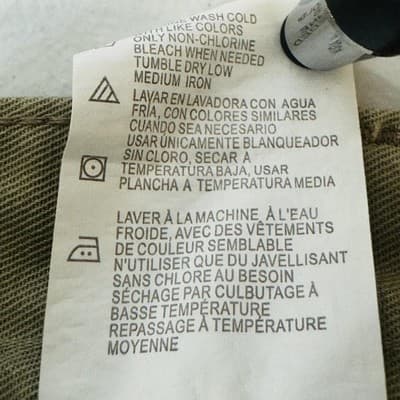 WASH COLD
WITH LIKE COLORS
ONLY NON-CHLORINE
BLEACH WHEN NEEDED
TUMBLE DRY LOW
MEDIUM IRON
LAVAR EN LAVADORA CON AGUA
FRÍA, CON COLORES SIMILARES
CUANDO SEA NECESARIO
USAR ÚNICAMENTE BLANQUEADOR
SIN CLORO, SECAR A
TEMPERATURA BAJA, USAR
PLANCHA A TEMPERATURA MEDIA
LAVER À LA MACHINE, À L'EAU
FROIDE, AVEC DES VÊTEMENTS
DE COULEUR SEMBLABLE
N'UTILISER QUE DU JAVELLISANT
SANS CHLORE AU BESOIN
SÉCHAGE PAR CULBUTAGE À
BASSE TEMPÉRATURE
REPASSAGE À TEMPÉRATURE
MOYENNE